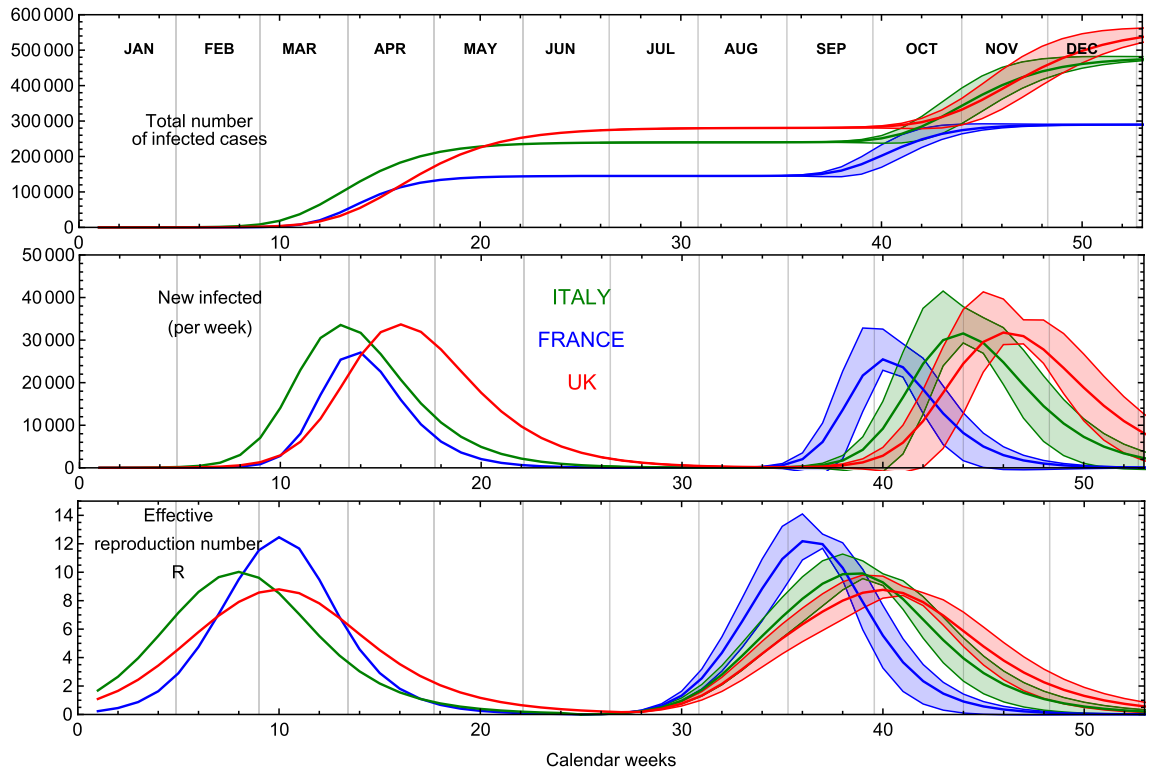 600 000
500 000
400 000
300 000
200 000
100 000
0
JAN FEB MAR APR MAY JUN JUL AUG SEP OCT NOV DEC
Total number
of infected cases
0 10 20 30 40 50
50 000
40 000
30 000
20 000
10 000
0
New infected
(per week)
ITALY
FRANCE
UK
0 10 20 30 40 50
14
12
10
8
6
4
2
0
Effective
reproduction number
R
0 10 20 30 40 50
Calendar weeks